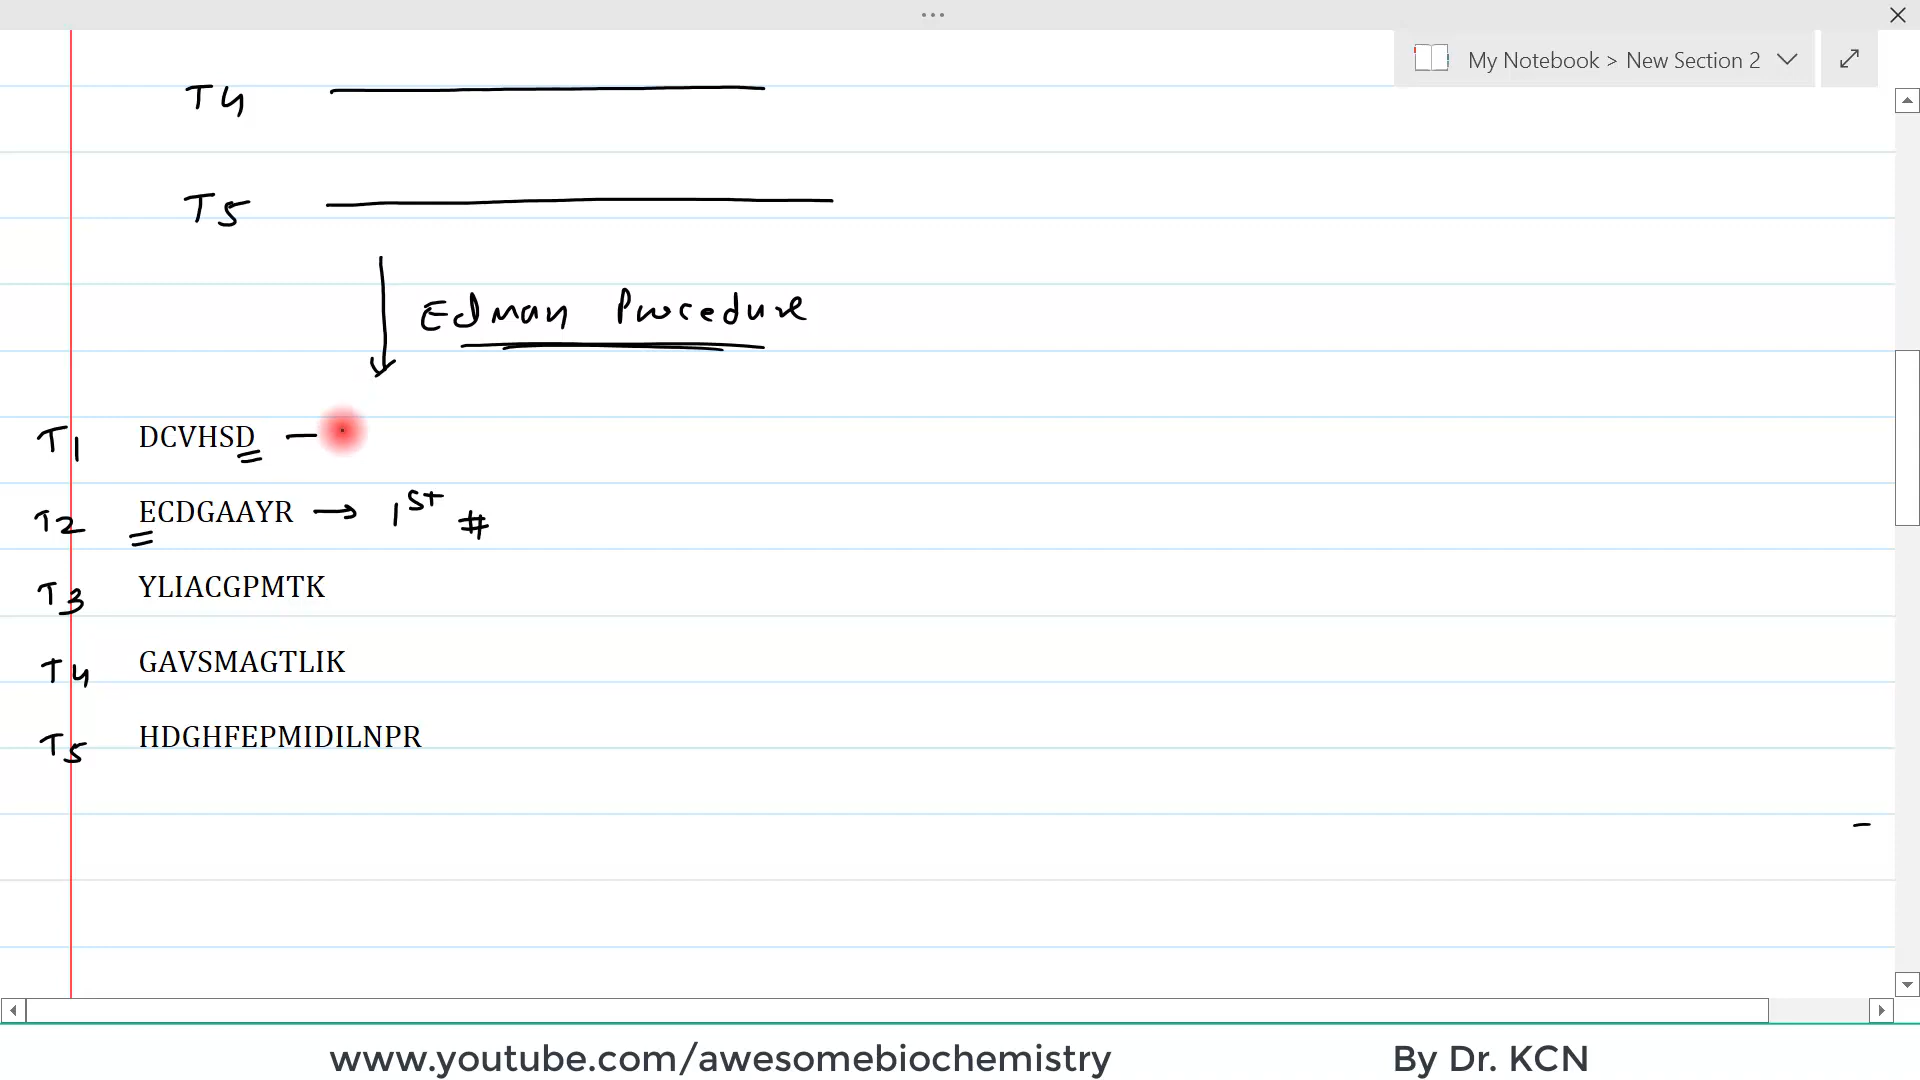 My Notebook > New Section 2
T4
T5
Edman Procedure
T1 DCVHSD —
T2 ECDGAAYR → 1st #
T3 YLIACGPMTK
T4 GAVSMAGTLIK
T5 HDGHFEPMIDILNPR
www.youtube.com/awesomebiochemistry By Dr. KCN